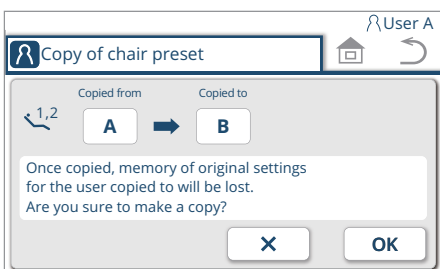 User A
Copy of chair preset
Copied from
Copied to
1,2
A
B
Once copied, memory of original settings
for the user copied to will be lost.
Are you sure to make a copy?
OK